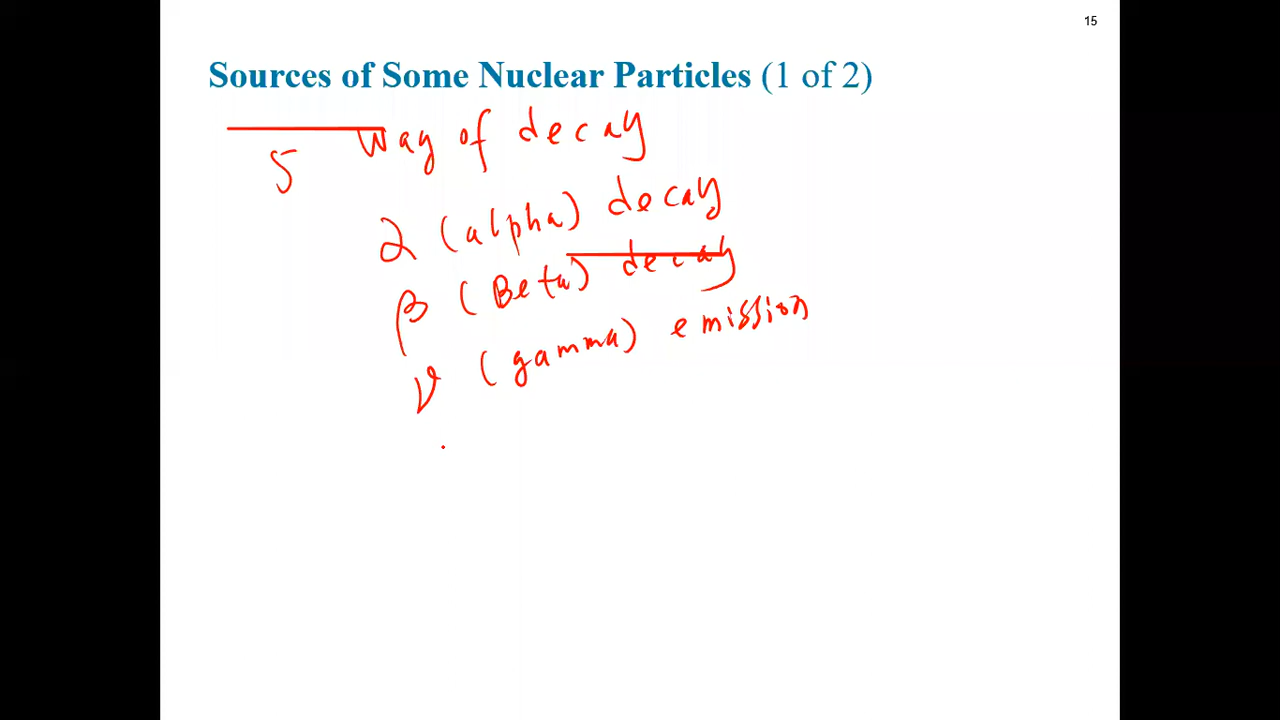 15
Sources of Some Nuclear Particles (1 of 2)
5 Way of decay
α (alpha) decay
β (Beta) decay
γ (gamma) emission